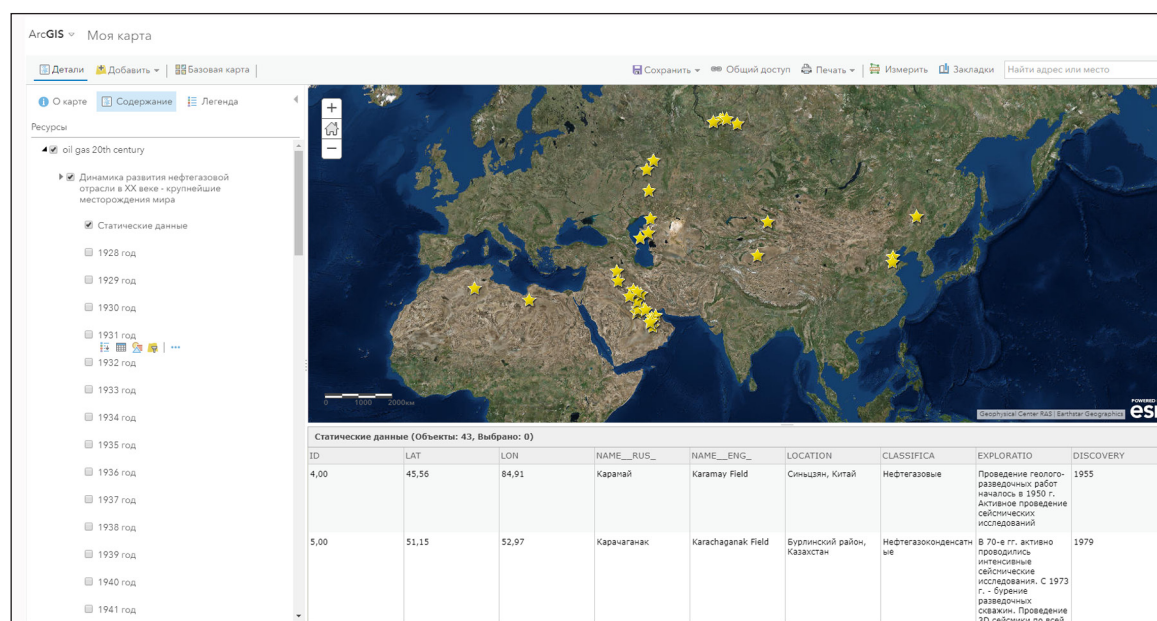 ArcGIS Моя карта
Детали Добавить Базовая карта Сохранить Общий доступ Печать Измерить Закладки Найти адрес или место
О карте Содержание Легенда
Ресурсы
oil gas 20th century
Динамика развития нефтегазовой
отрасли в XX веке - крупнейшие
месторождения мира
Статические данные
1928 год
1929 год
1930 год
1931 год
1932 год
1933 год
1934 год
1935 год
1936 год
1937 год
1938 год
1939 год
1940 год
1941 год
0 1000 2000км
POWERED
esri
Geophysical Center RAS | Earthstar Geographics
Статические данные (Объекты: 43, Выбрано: 0)
ID LAT LON NAME__RUS_ NAME__ENG_ LOCATION CLASSIFICA EXPLORATIO DISCOVERY
4,00 45,56 84,91 Карамай Karamay Field Синьцзян, Китай Нефтегазовые Проведение геолого- 1955
разведочных работ
началось в 1950 г.
Активное проведение
сейсмических
исследований
5,00 51,15 52,97 Карачаганак Karachaganak Field Бурлинский район, Нефтегазоконденсатн В 70-е гг. активно 1979
Казахстан ые проводились
интенсивные
сейсмические
исследования. С 1973
г. - бурение
разведочных
скважин. Проведение
3D сейсмики по всей